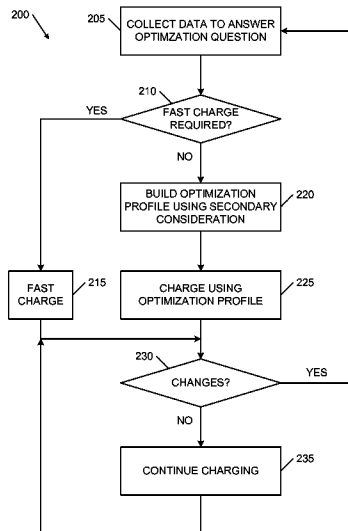 200
205
COLLECT DATA TO ANSWER
OPTIMZATION QUESTION
210
YES
FAST CHARGE
REQUIRED?
NO
BUILD OPTIMIZATION
PROFILE USING SECONDARY
CONSIDERATION
220
FAST
CHARGE
215
CHARGE USING
OPTIMIZATION PROFILE
225
230
CHANGES?
YES
NO
CONTINUE CHARGING
235